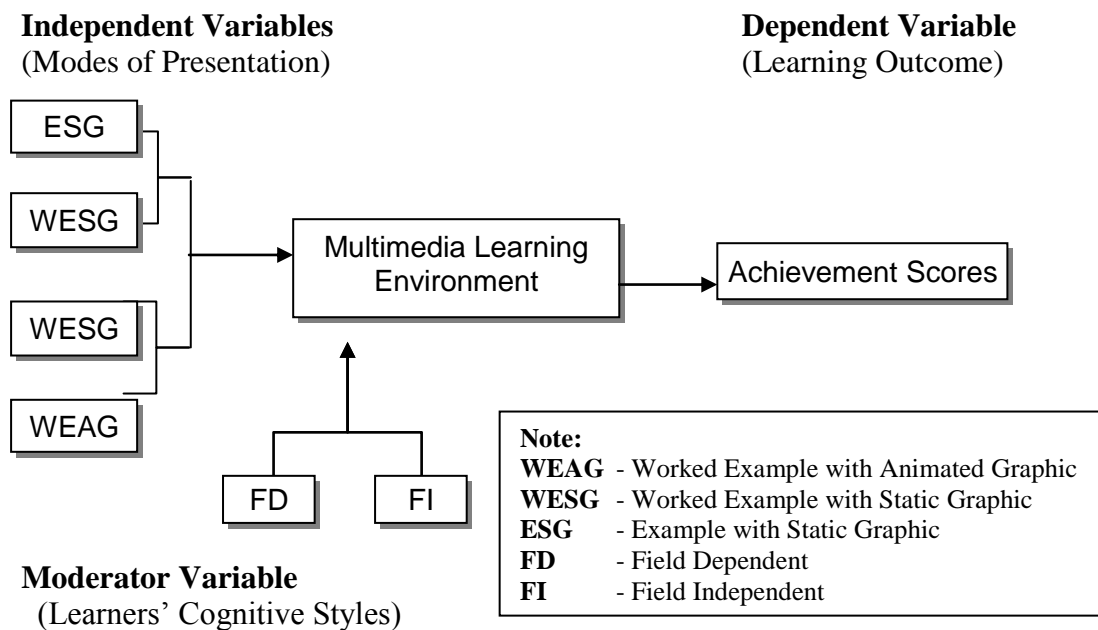 Independent Variables
(Modes of Presentation)
Dependent Variable
(Learning Outcome)
ESG
WESG
WESG
WEAG
Multimedia Learning
Environment
Achievement Scores
FD
FI
Moderator Variable
(Learners’ Cognitive Styles)
Note:
WEAG - Worked Example with Animated Graphic
WESG - Worked Example with Static Graphic
ESG - Example with Static Graphic
FD - Field Dependent
FI - Field Independent